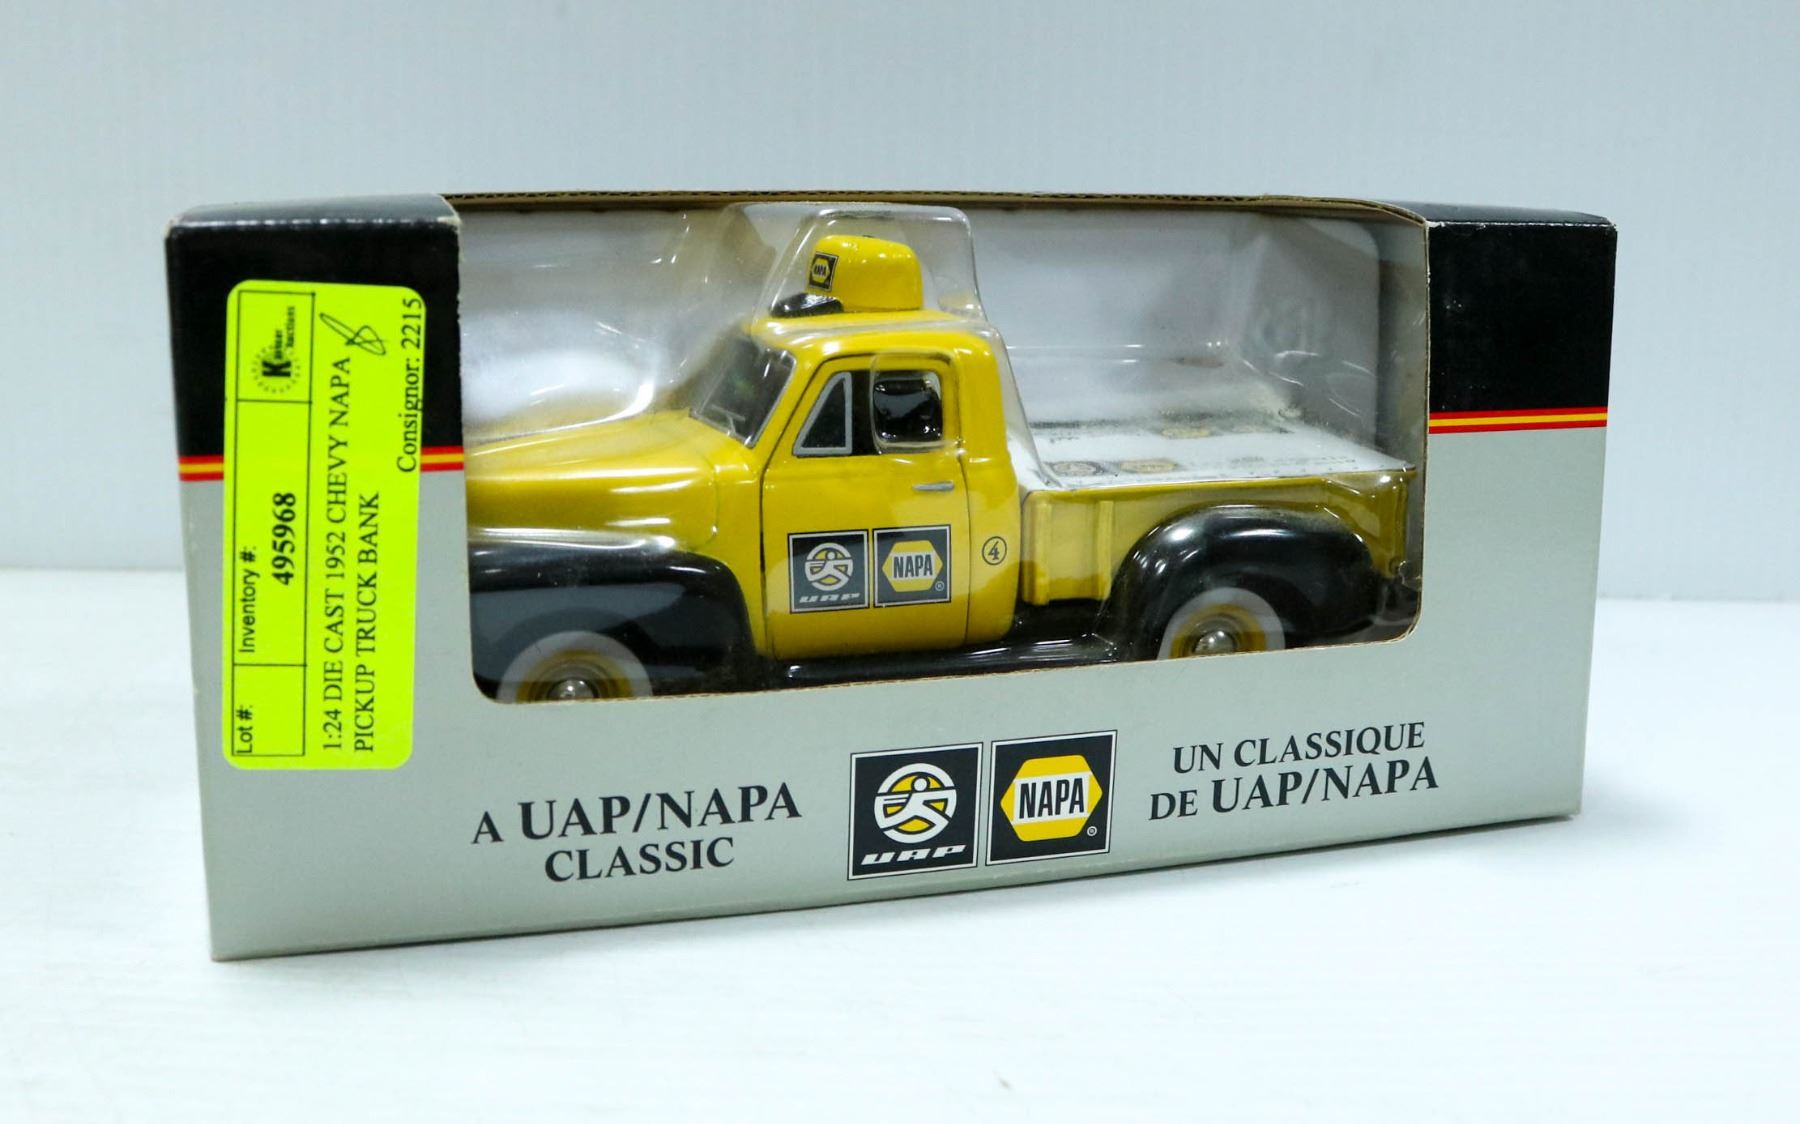 Lot #:
Inventory #:
495968
Auctions
1:24 DIE CAST 1952 CHEVY NAPA
PICKUP TRUCK BANK
Consignor: 2215
NAPA
UAP
NAPA
®
4
A UAP/NAPA
CLASSIC
UAP
NAPA
®
UN CLASSIQUE
DE UAP/NAPA